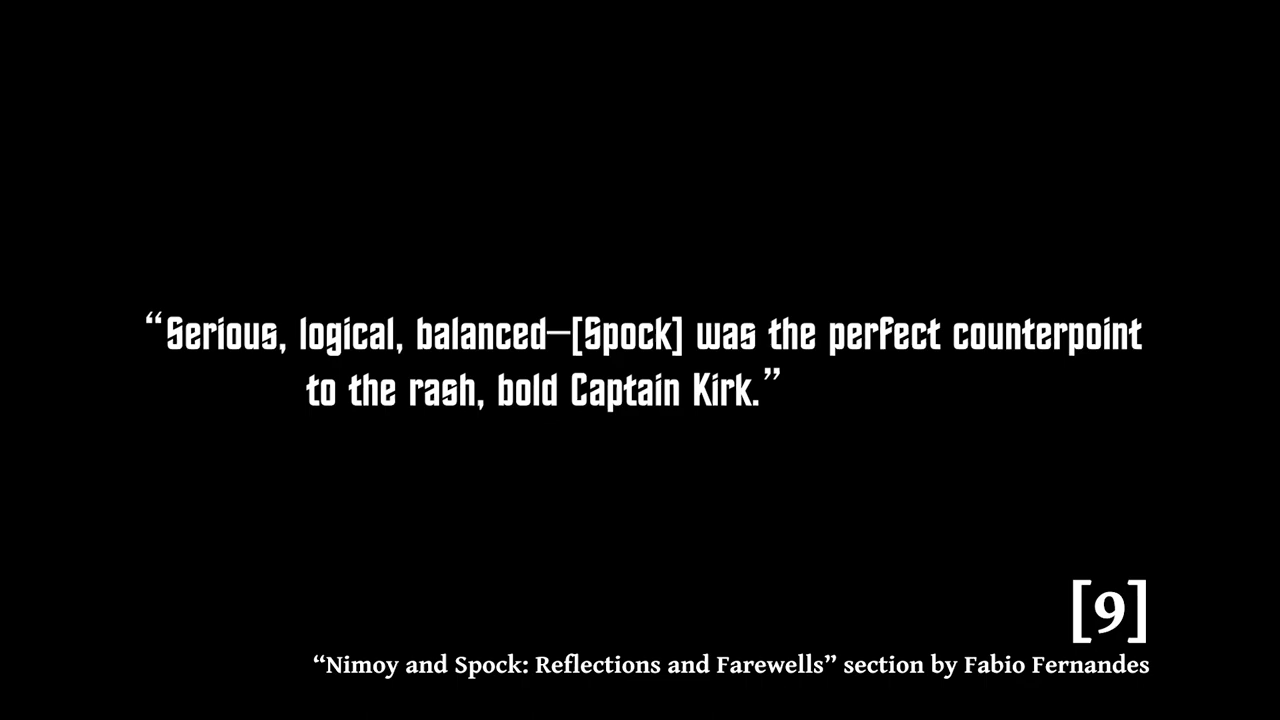 “Serious, logical, balanced—[Spock] was the perfect counterpoint
to the rash, bold Captain Kirk.”
[9]
“Nimoy and Spock: Reflections and Farewells” section by Fabio Fernandes